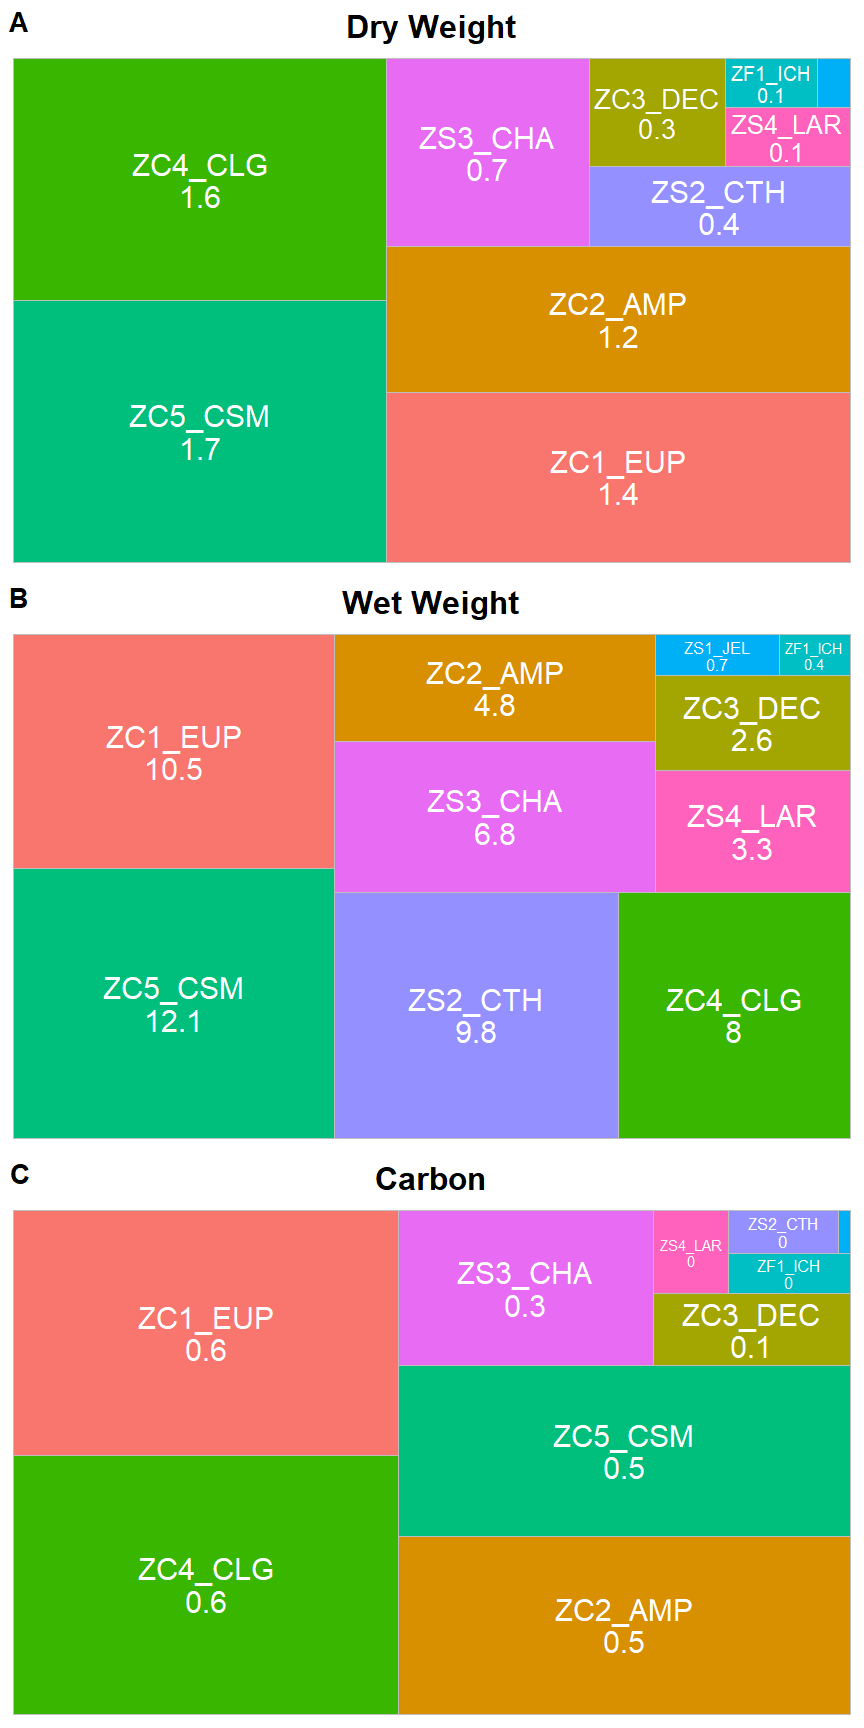 A
Dry Weight
ZC4_CLG
1.6
ZS3_CHA
0.7
ZC3_DEC
0.3
ZF1_ICH
0.1
ZS4_LAR
0.1
ZS2_CTH
0.4
ZC2_AMP
1.2
ZC5_CSM
1.7
ZC1_EUP
1.4
B
Wet Weight
ZC1_EUP
10.5
ZC2_AMP
4.8
ZS1_JEL
0.7
ZF1_ICH
0.4
ZC3_DEC
2.6
ZS3_CHA
6.8
ZS4_LAR
3.3
ZC5_CSM
12.1
ZS2_CTH
9.8
ZC4_CLG
8
C
Carbon
ZC1_EUP
0.6
ZS3_CHA
0.3
ZS4_LAR
0
ZS2_CTH
0
ZF1_ICH
0
ZC3_DEC
0.1
ZC5_CSM
0.5
ZC4_CLG
0.6
ZC2_AMP
0.5